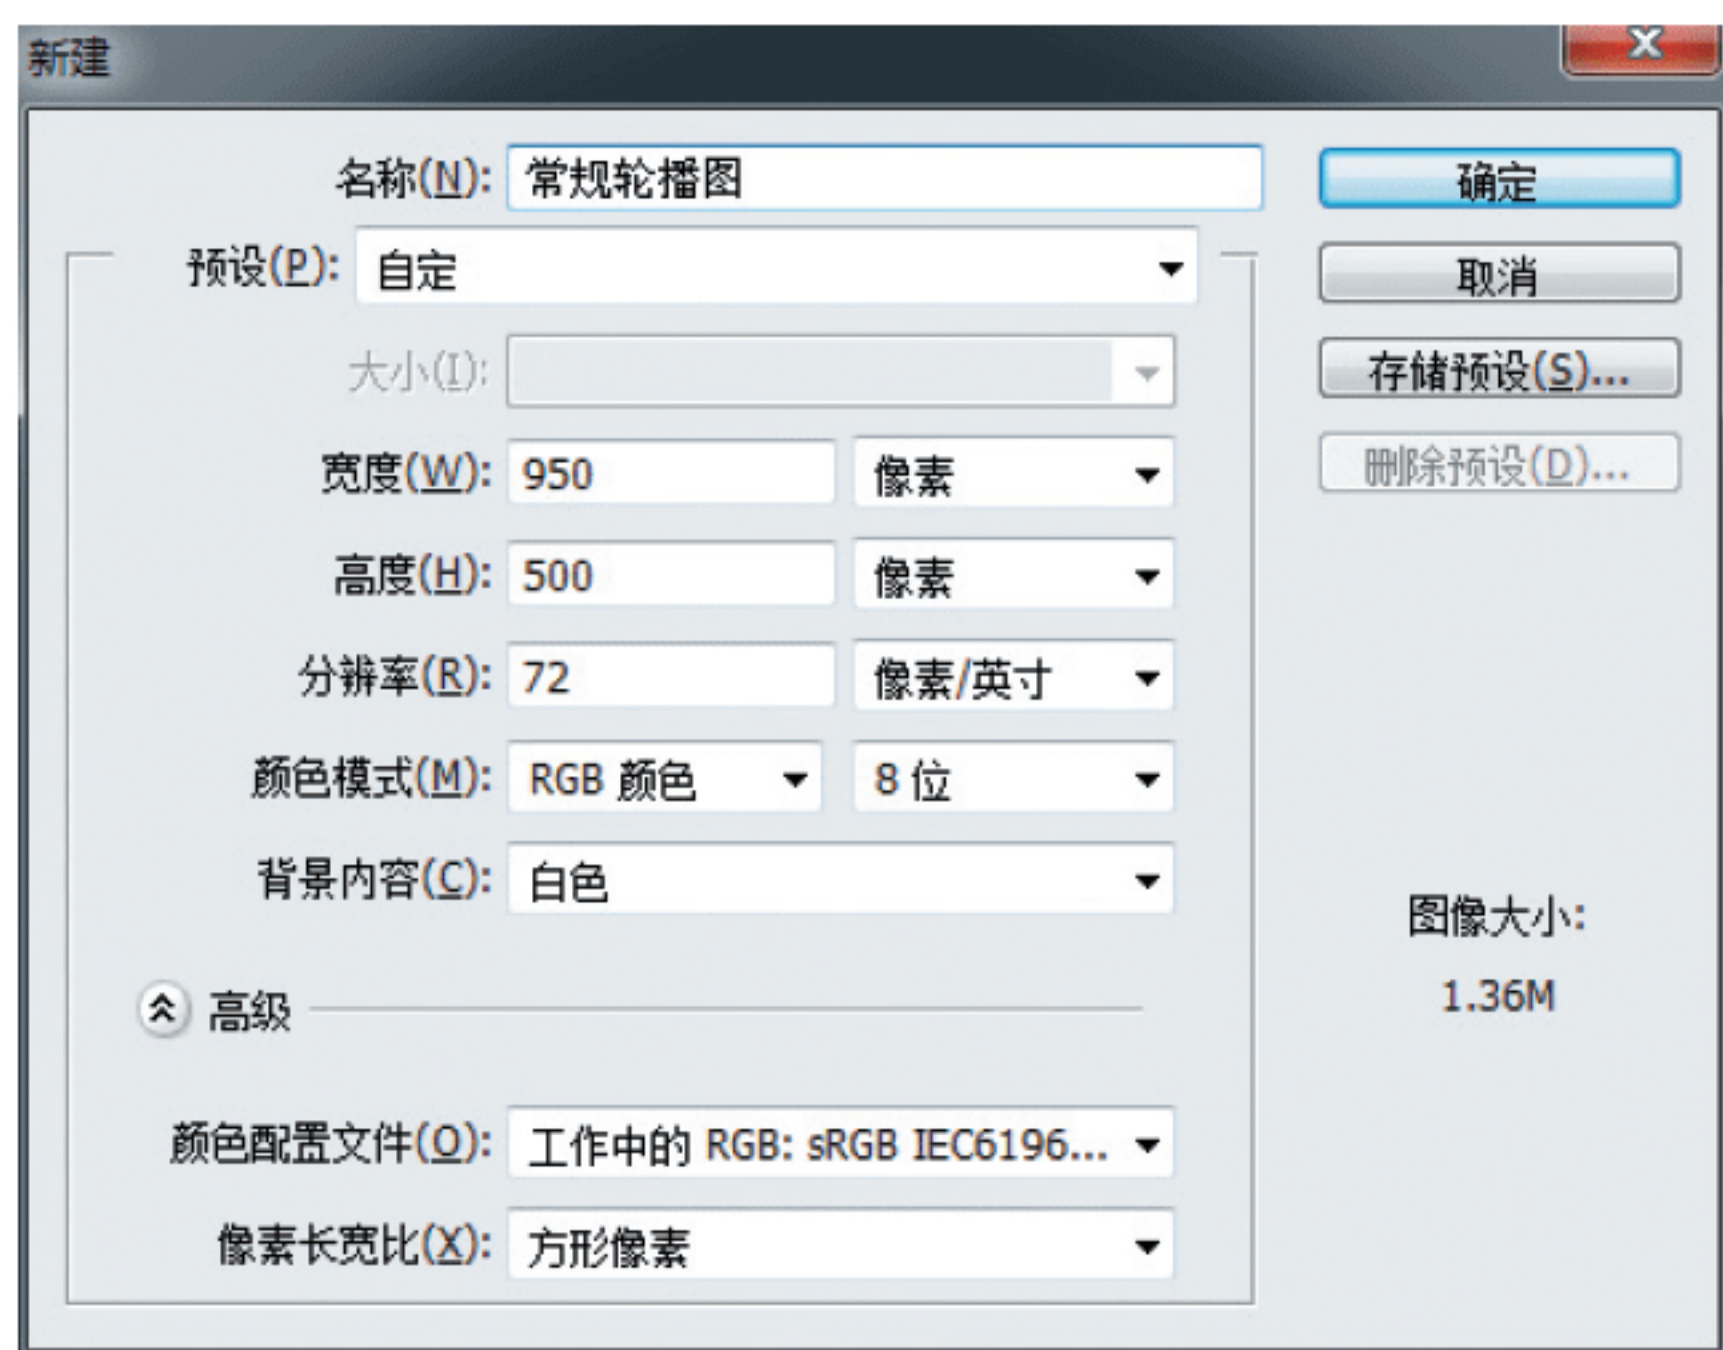 新建
名称(N): 常规轮播图 确定
预设(P): 自定 取消
大小(I): 存储预设(S)...
宽度(W): 950 像素 删除预设(D)...
高度(H): 500 像素
分辨率(R): 72 像素/英寸
颜色模式(M): RGB 颜色 8 位
背景内容(C): 白色
图像大小:
高级 1.36M
颜色配置文件(O): 工作中的 RGB: sRGB IEC6196...
像素长宽比(X): 方形像素